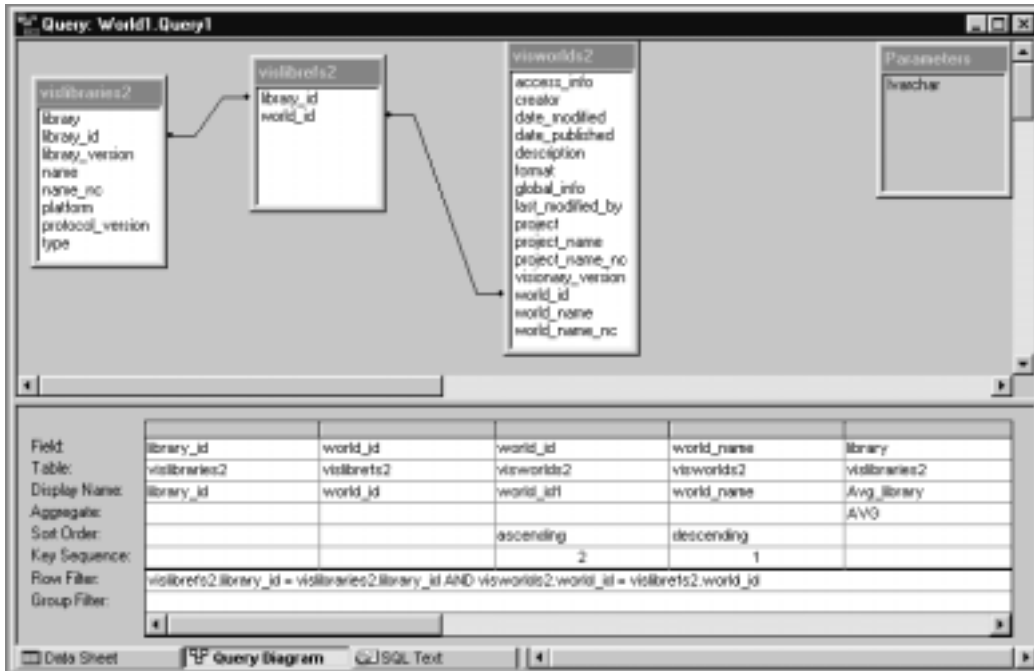 Query: World1.Query1
vislibraries2
library
library_id
library_version
name
name_nc
platform
protocol_version
type
vislibrefs2
library_id
world_id
visworlds2
access_info
creator
date_modified
date_published
description
format
global_info
last_modified_by
project
project_name
project_name_nc
visionary_version
world_id
world_name
world_name_nc
Parameters
lvarchar
Field: library_id world_id world_id world_name library
Table: vislibraries2 vislibrefs2 visworlds2 visworlds2 vislibraries2
Display Name: library_id world_id world_id1 world_name Avg_library
Aggregate: AVG
Sort Order: ascending descending
Key Sequence: 2 1
Row Filter: vislibrefs2.library_id = vislibraries2.library_id AND visworlds2.world_id = vislibrefs2.world_id
Group Filter:
Data Sheet Query Diagram SQL Text